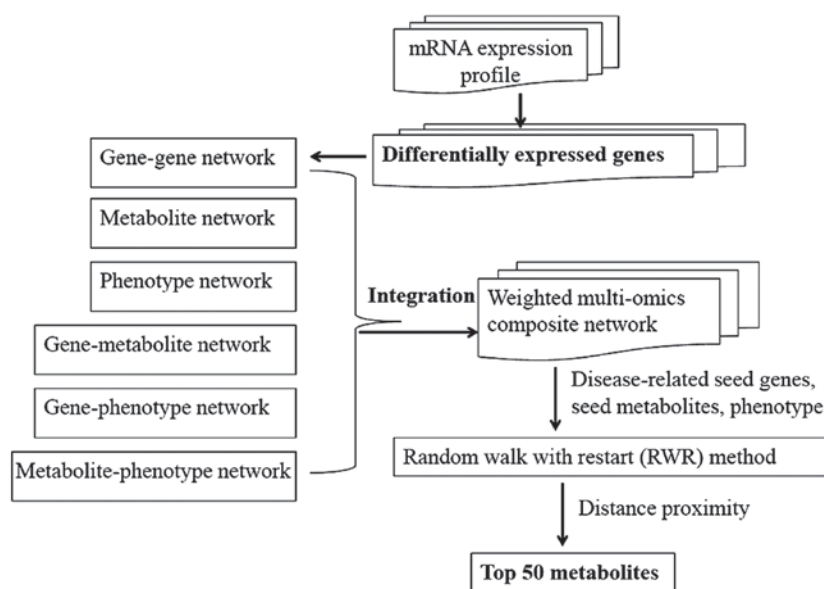 mRNA expression
profile
Differentially expressed genes
Gene-gene network
Metabolite network
Phenotype network
Gene-metabolite network
Gene-phenotype network
Metabolite-phenotype network
Integration
Weighted multi-omics
composite network
Disease-related seed genes,
seed metabolites, phenotype
Random walk with restart (RWR) method
Distance proximity
Top 50 metabolites